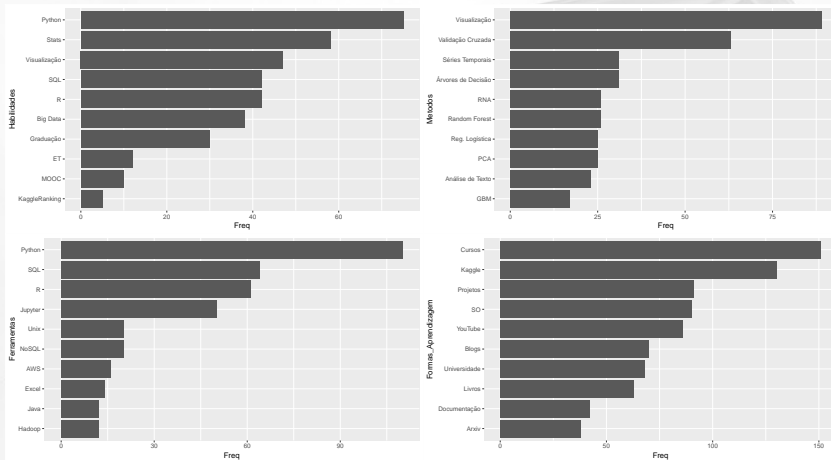 Habilidades
Python
Stats
Visualização
SQL
R
Big Data
Graduação
ET
MOOC
KaggleRanking
0 20 40 60
Freq
Metodos
Visualização
Validação Cruzada
Séries Temporais
Árvores de Decisão
RNA
Random Forest
Reg. Logística
PCA
Análise de Texto
GBM
0 25 50 75
Freq
Ferramentas
Python
SQL
R
Jupyter
Unix
NoSQL
AWS
Excel
Java
Hadoop
0 30 60 90
Freq
Formas_Aprendizagem
Cursos
Kaggle
Projetos
SO
YouTube
Blogs
Universidade
Livros
Documentação
Arxiv
0 50 100 150
Freq